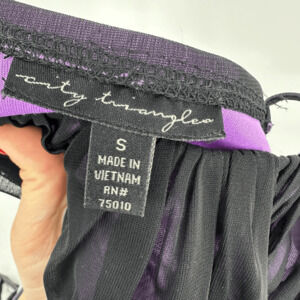 city triangles
S
MADE IN
VIETNAM
RN#
75010